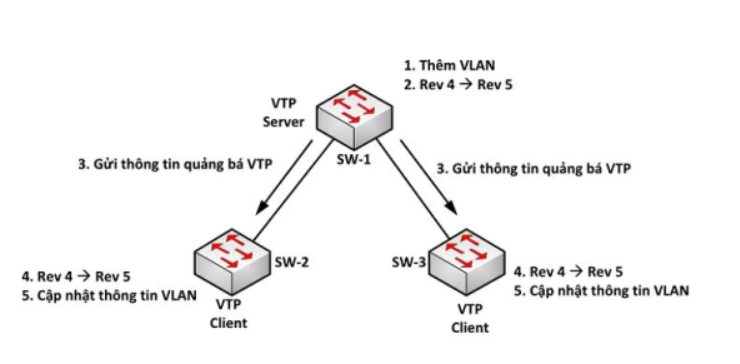 1. Thêm VLAN
2. Rev 4 → Rev 5
VTP
Server
SW-1
3. Gửi thông tin quảng bá VTP
3. Gửi thông tin quảng bá VTP
SW-2
4. Rev 4 → Rev 5
5. Cập nhật thông tin VLAN
VTP
Client
SW-3
4. Rev 4 → Rev 5
5. Cập nhật thông tin VLAN
VTP
Client